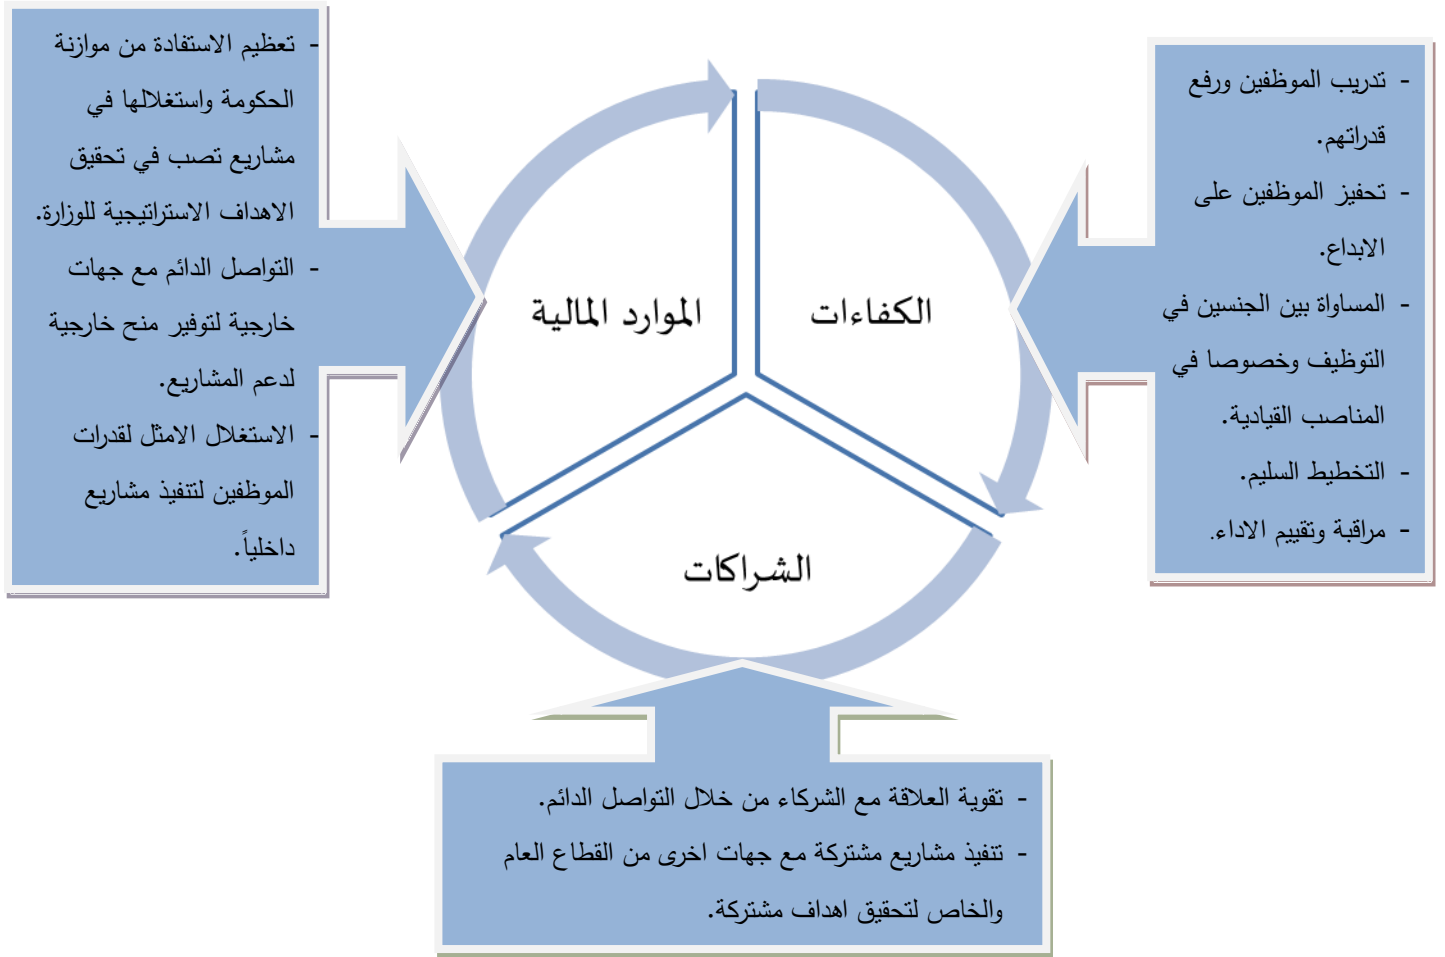 - تدريب الموظفين ورفع
قدراتهم.
- تحفيز الموظفين على
الابداع.
- المساواة بين الجنسين في
التوظيف وخصوصا في
المناصب القيادية.
- التخطيط السليم.
- مراقبة وتقييم الاداء.
الكفاءات
الموارد المالية
الشراكات
- تعظيم الاستفادة من موازنة
الحكومة واستغلالها في
مشاريع تصب في تحقيق
الاهداف الاستراتيجية للوزارة.
- التواصل الدائم مع جهات
خارجية لتوفير منح خارجية
لدعم المشاريع.
- الاستغلال الامثل لقدرات
الموظفين لتنفيذ مشاريع
داخلياً.
- تقوية العلاقة مع الشركاء من خلال التواصل الدائم.
- تنفيذ مشاريع مشتركة مع جهات اخرى من القطاع العام
والخاص لتحقيق اهداف مشتركة.